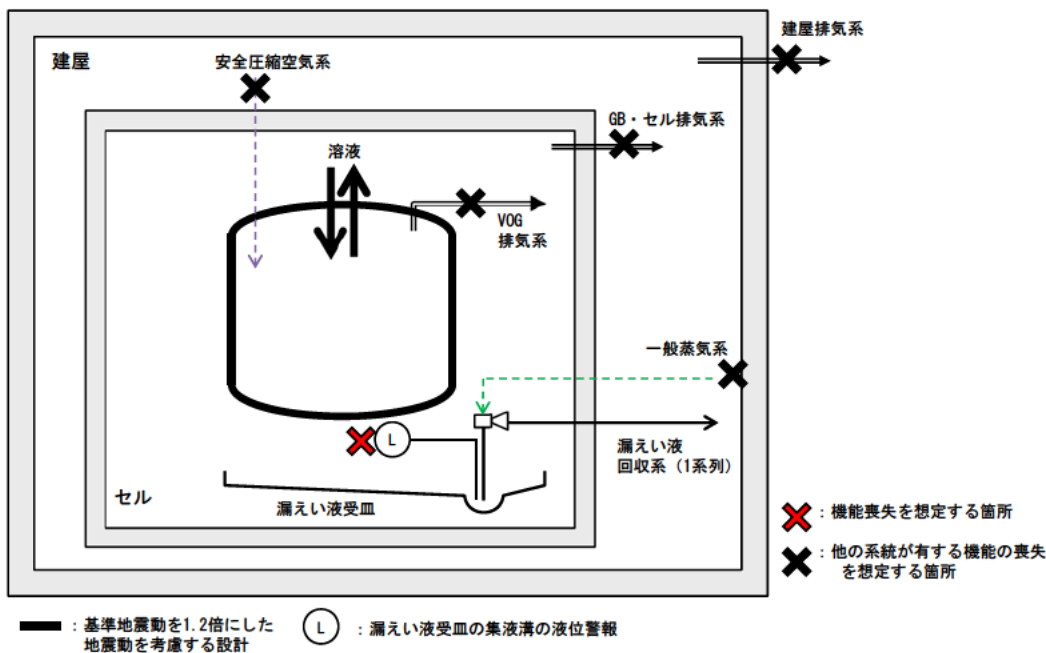 建屋排気系
建屋
安全圧縮空気系
GB・セル排気系
溶液
VOG
排気系
一般蒸気系
L
漏えい液
回収系（1系列）
セル
漏えい液受皿
：機能喪失を想定する箇所
：他の系統が有する機能の喪失
を想定する箇所
：基準地震動を1.2倍にした
地震動を考慮する設計
L
：漏えい液受皿の集液溝の液位警報